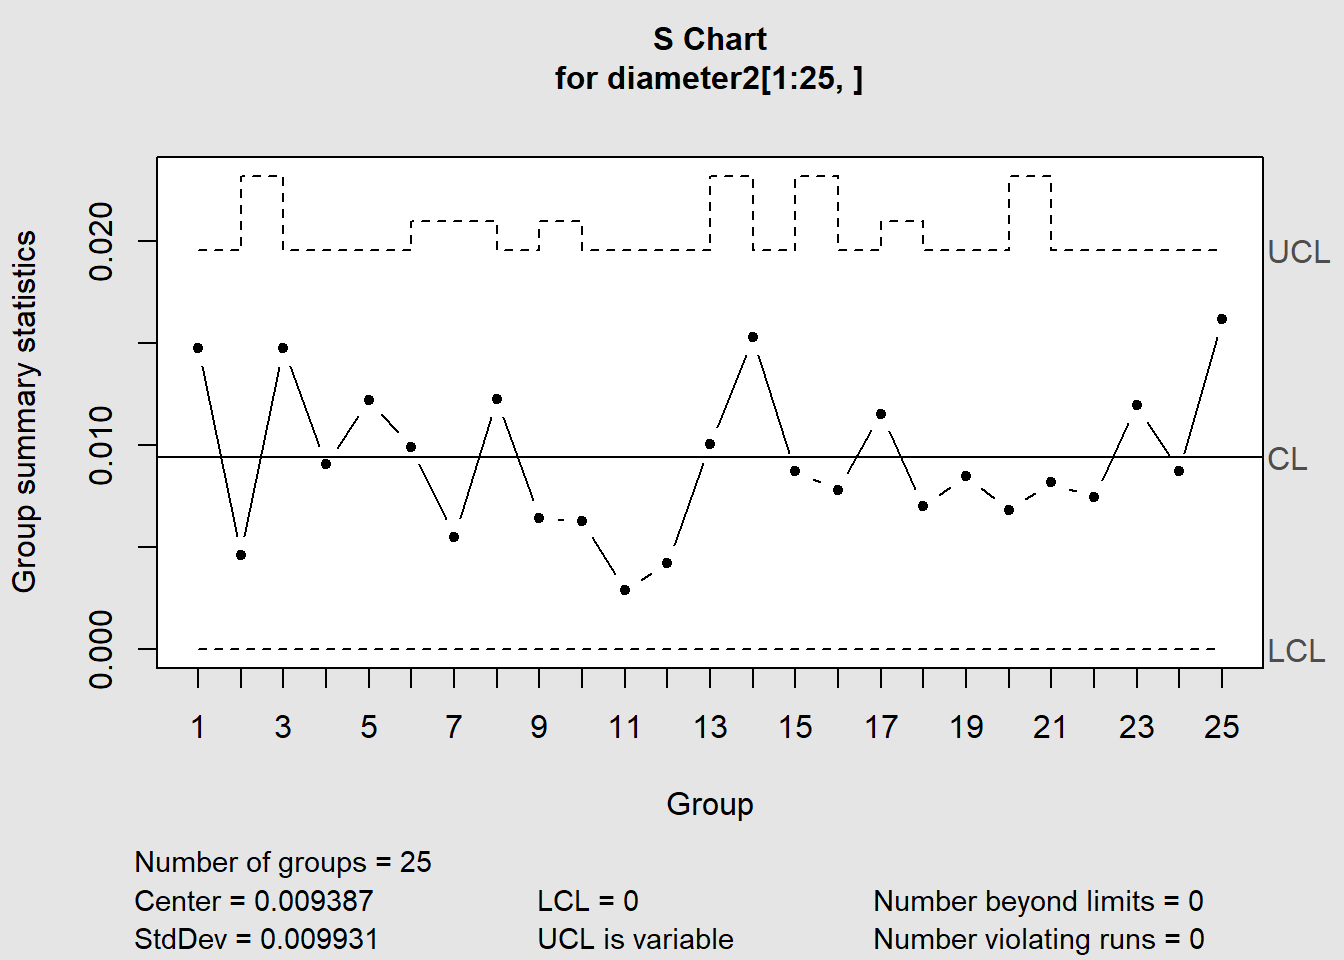 S Chart
for diameter2[1:25, ]
Group summary statistics
0.020
0.010
0.000
UCL
CL
LCL
1 3 5 7 9 11 13 15 17 19 21 23 25
Group
Number of groups = 25
Center = 0.009387 LCL = 0 Number beyond limits = 0
StdDev = 0.009931 UCL is variable Number violating runs = 0